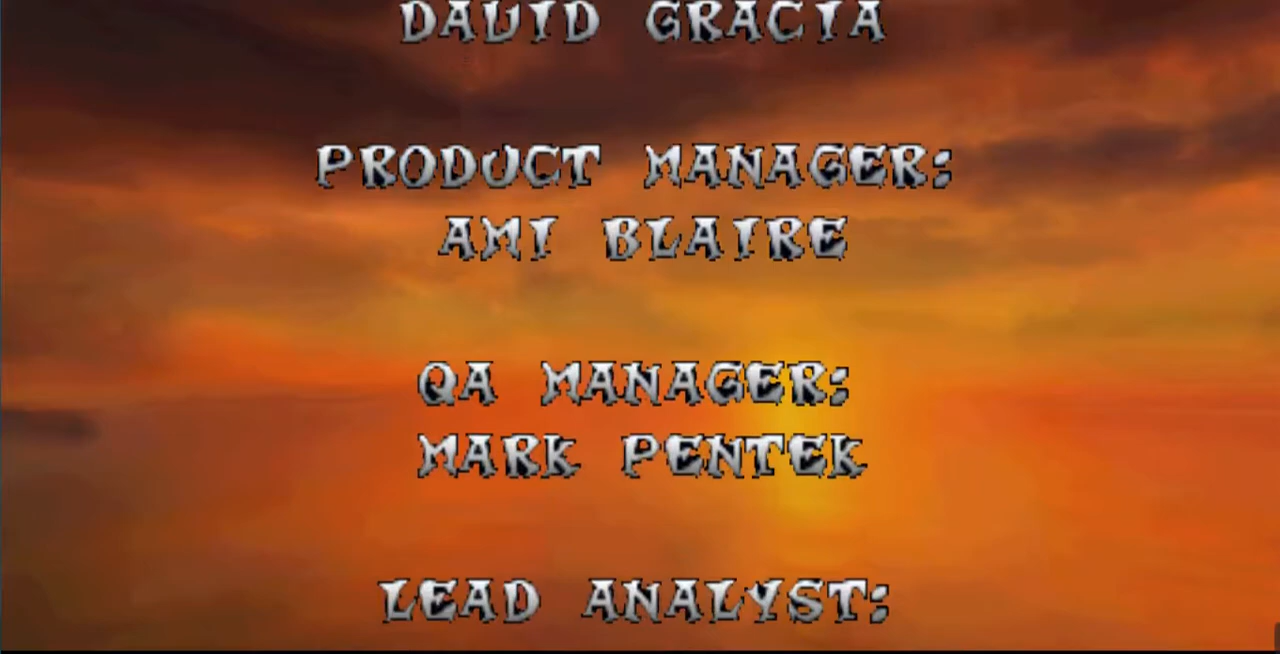 DAVID GRACIA
PRODUCT MANAGER:
AMI BLAIRE
QA MANAGER:
MARK PENTEK
LEAD ANALYST: